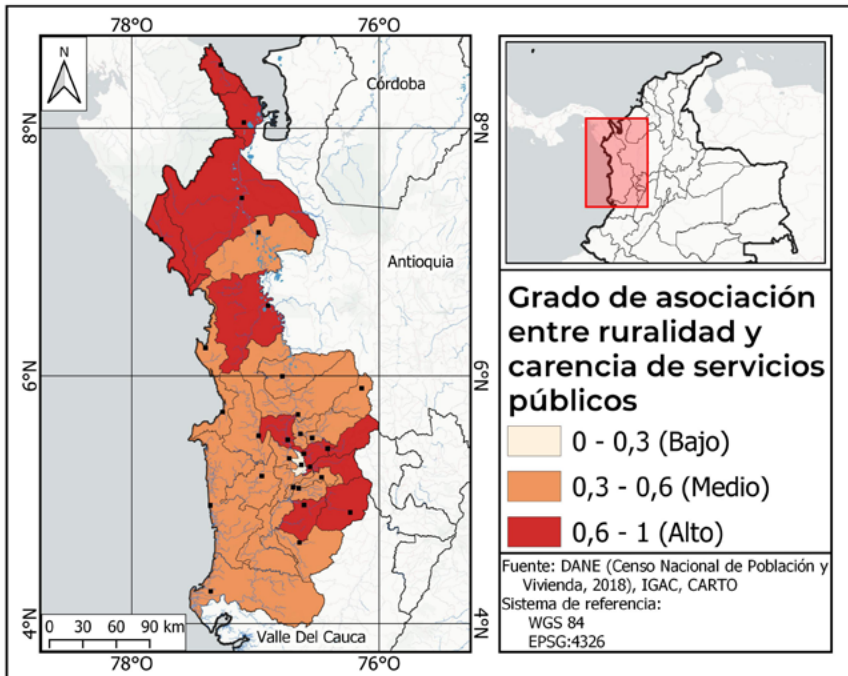 78°O
76°O
N
Córdoba
8°N
8°N
Antioquia
6°N
6°N
4°N
4°N
0 30 60 90 km
Valle Del Cauca
78°O
76°O
Grado de asociación
entre ruralidad y
carencia de servicios
públicos
0 - 0,3 (Bajo)
0,3 - 0,6 (Medio)
0,6 - 1 (Alto)
Fuente: DANE (Censo Nacional de Población y
Vivienda, 2018), IGAC, CARTO
Sistema de referencia:
WGS 84
EPSG:4326